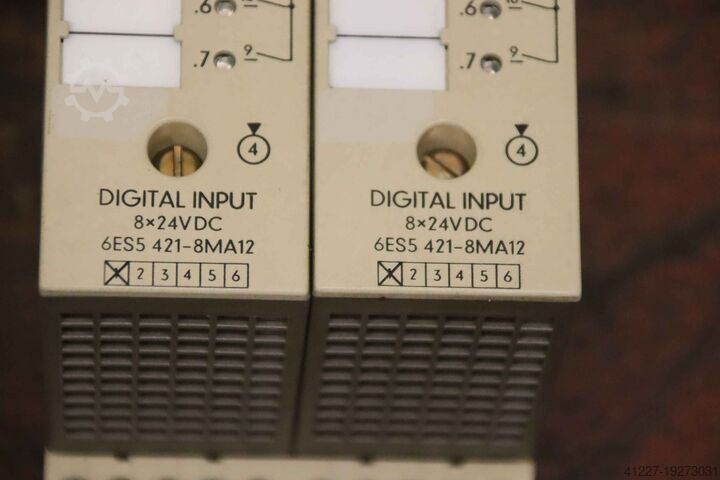 .6 .6
.7 9 .7 9
4 4
DIGITAL INPUT
8×24VDC
6ES5 421-8MA12
2 3 4 5 6
DIGITAL INPUT
8×24VDC
6ES5 421-8MA12
2 3 4 5 6
41227-19273031